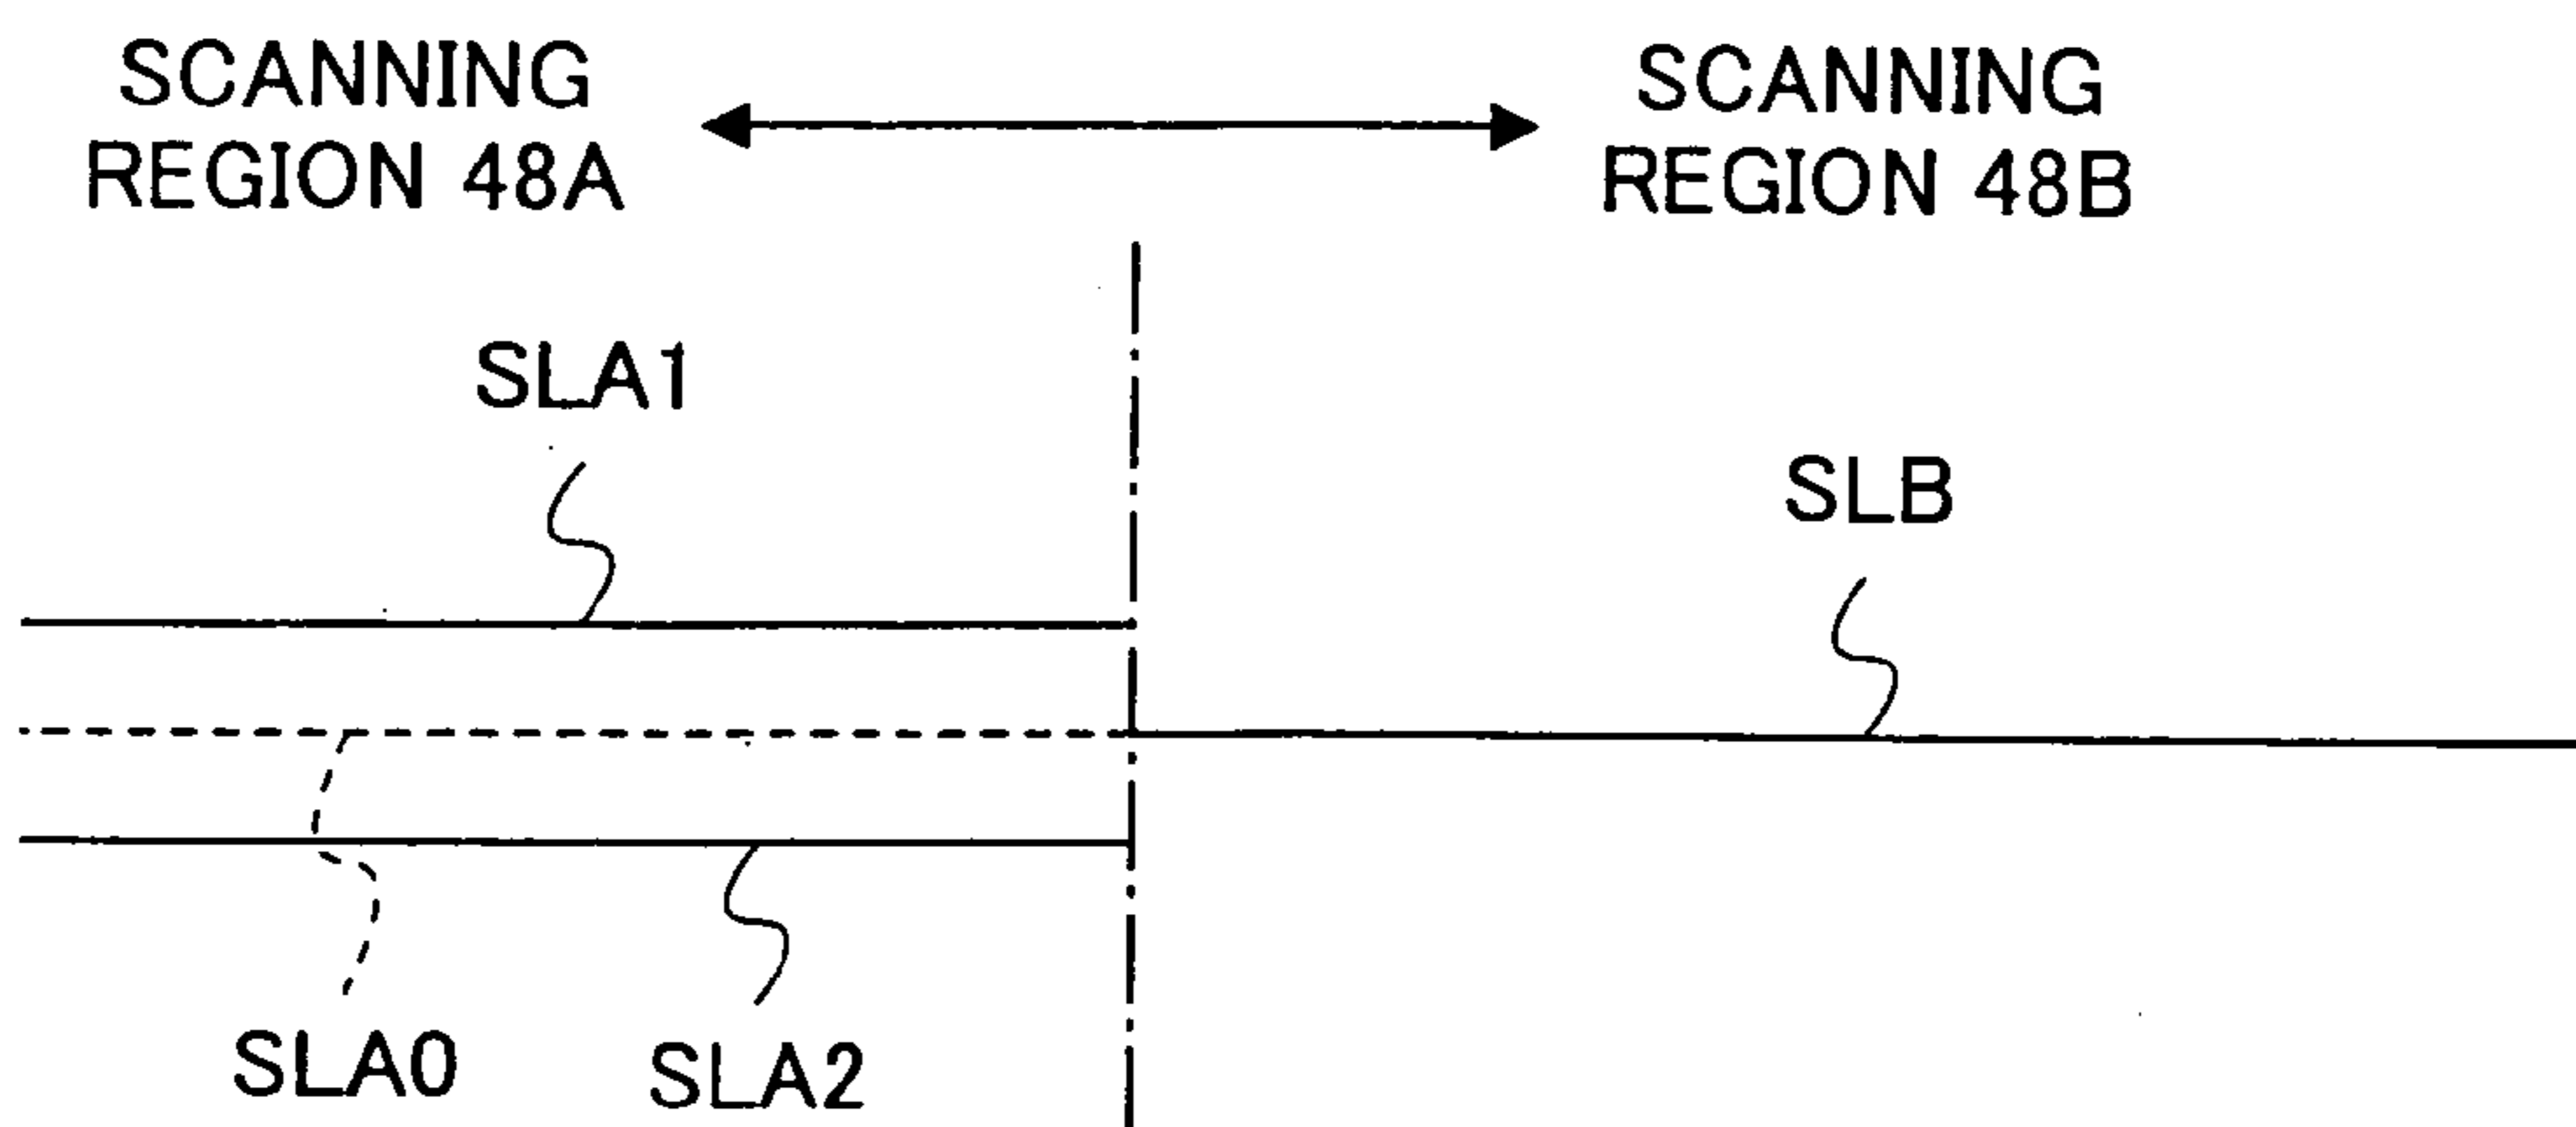 SCANNING
REGION 48A
SCANNING
REGION 48B
SLA1
SLB
SLA0
SLA2